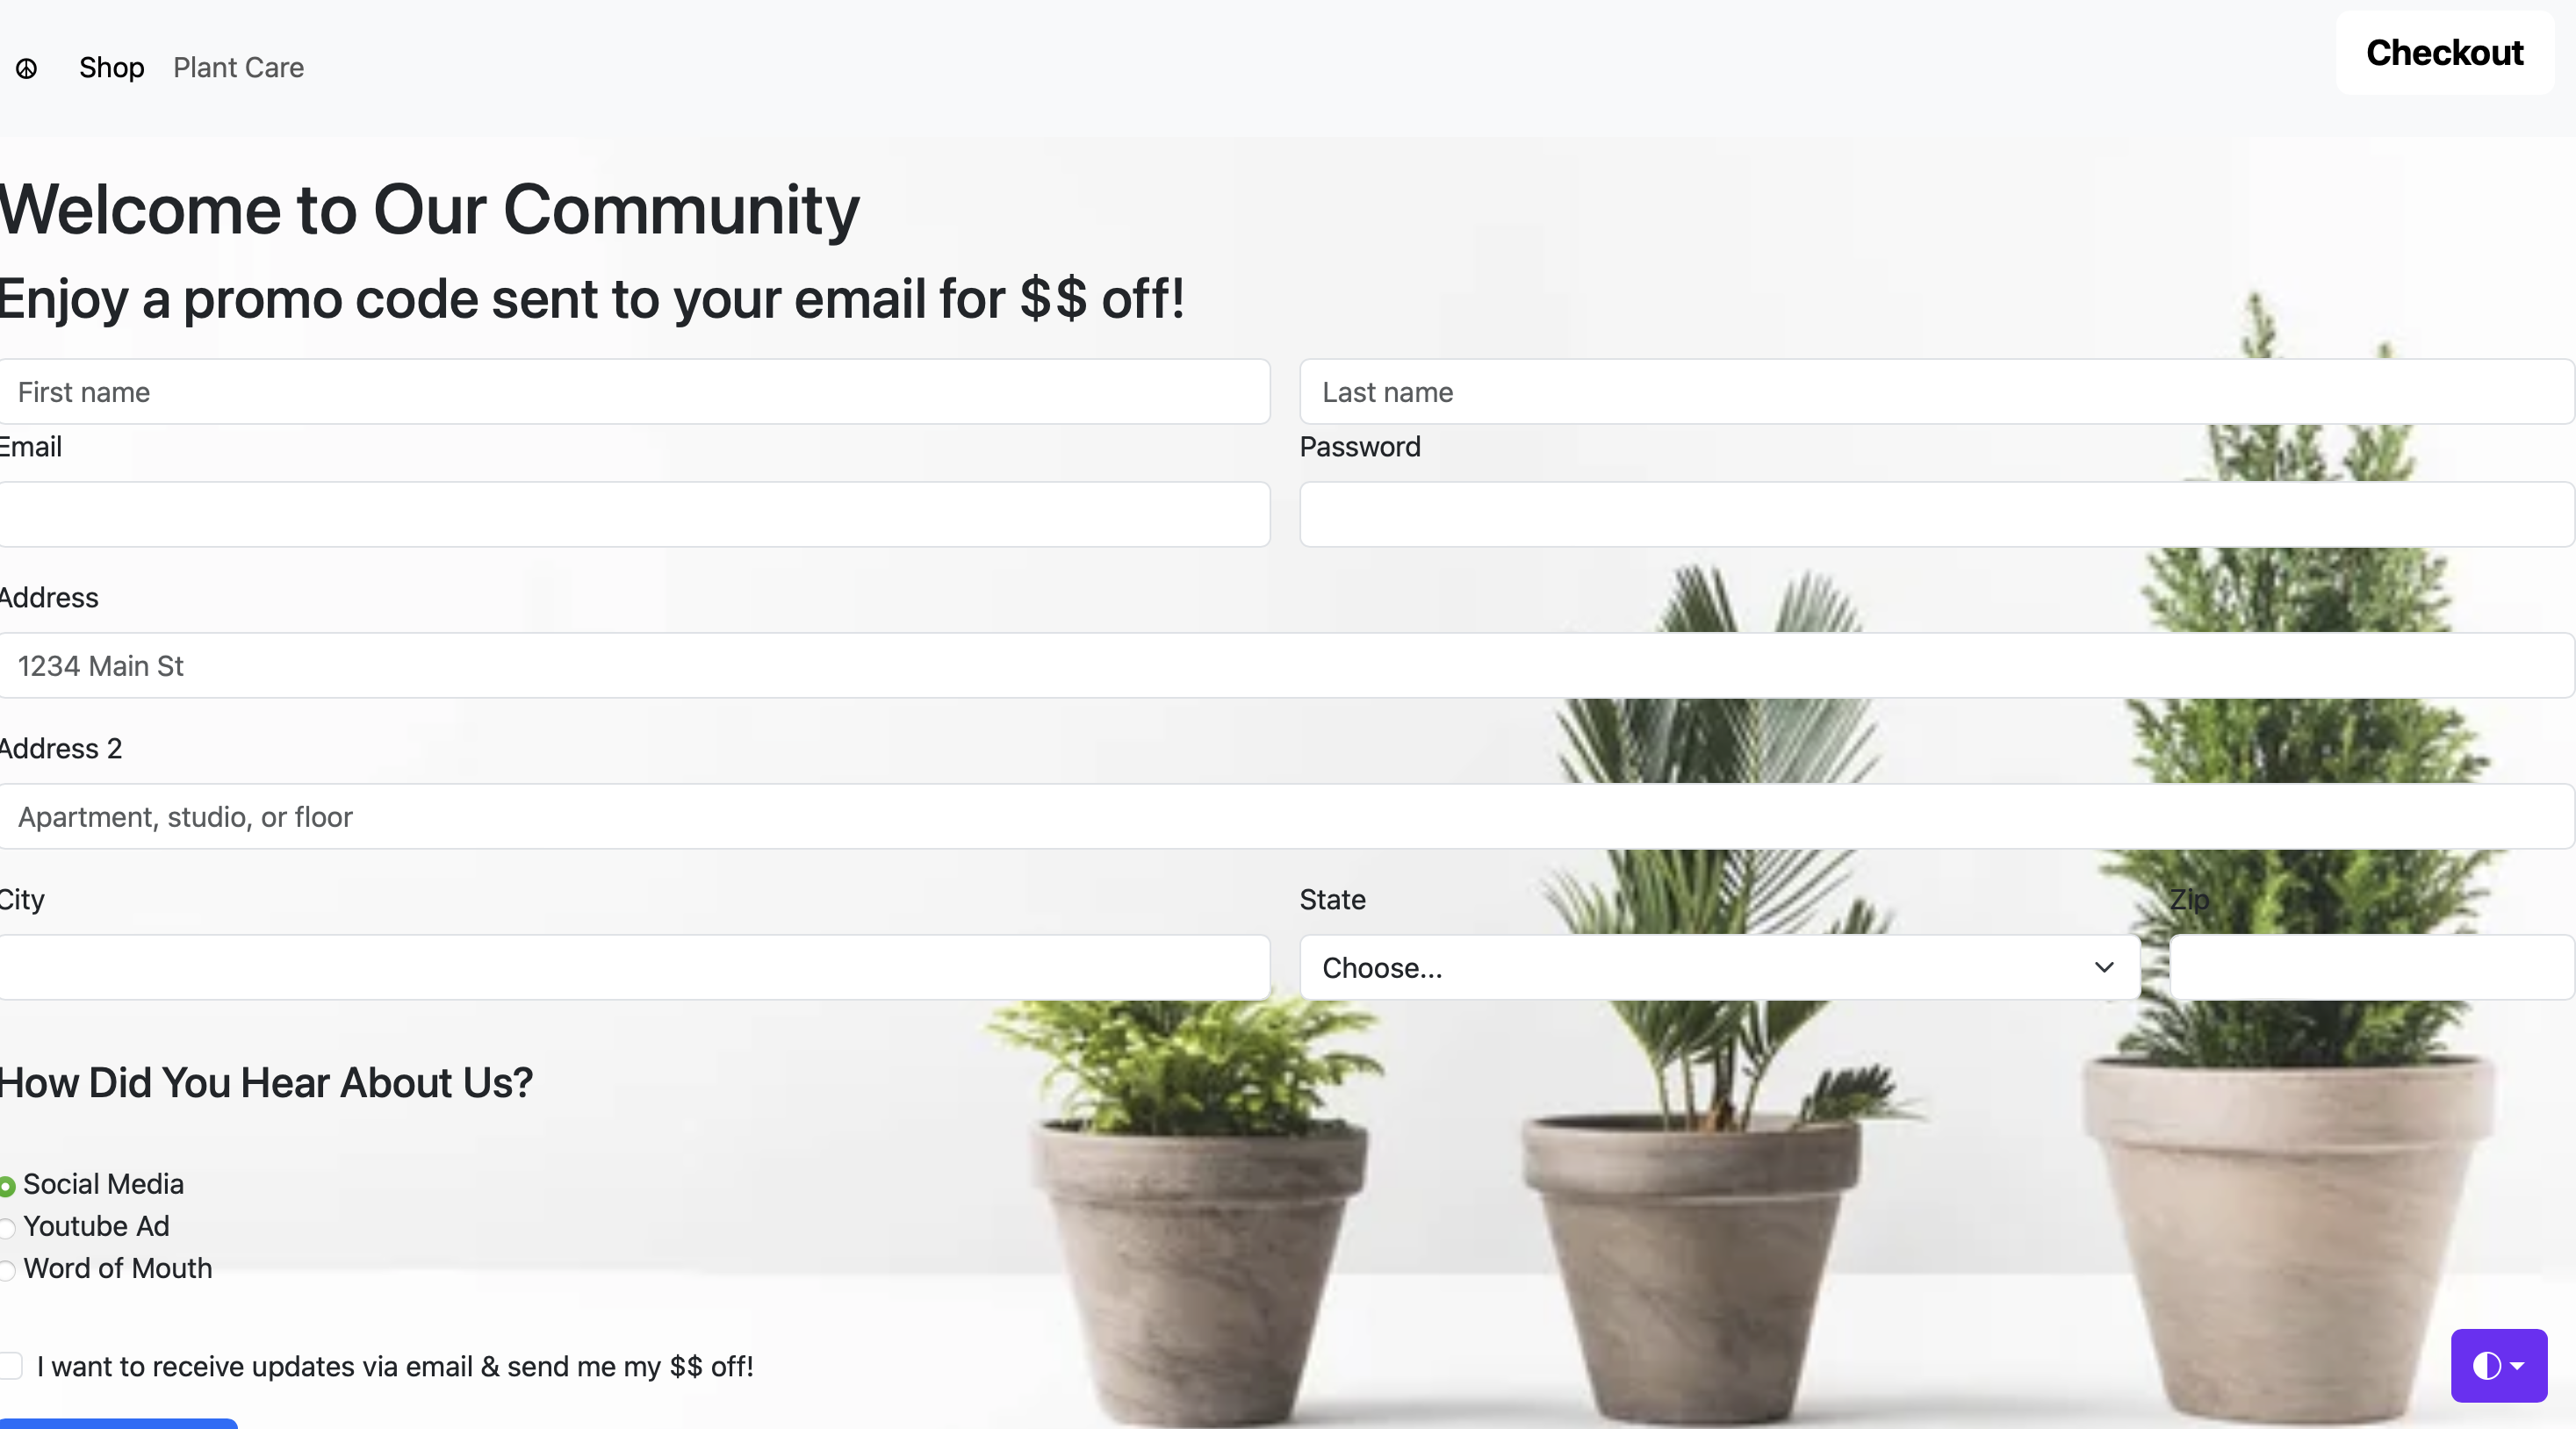 Shop Plant Care Checkout
Welcome to Our Community
Enjoy a promo code sent to your email for $$ off!
First name Last name
Email Password
Address
1234 Main St
Address 2
Apartment, studio, or floor
City State Zip
Choose...
How Did You Hear About Us?
Social Media
Youtube Ad
Word of Mouth
I want to receive updates via email & send me my $$ off!